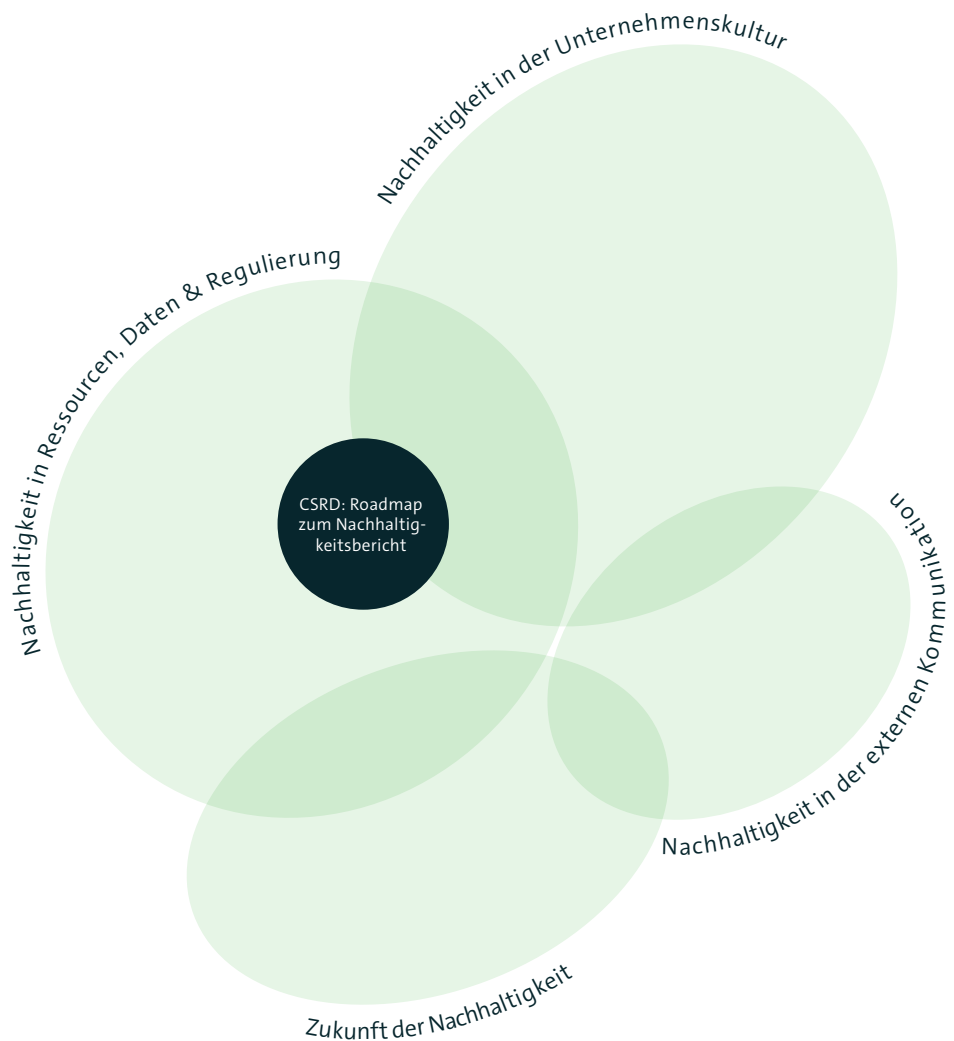 Nachhaltigkeit in der Unternehmenskultur
Nachhaltigkeit in Ressourcen, Daten & Regulierung
CSRD: Roadmap
zum Nachhaltig-
keitsbericht
Nachhaltigkeit in der externen Kommunikation
Zukunft der Nachhaltigkeit